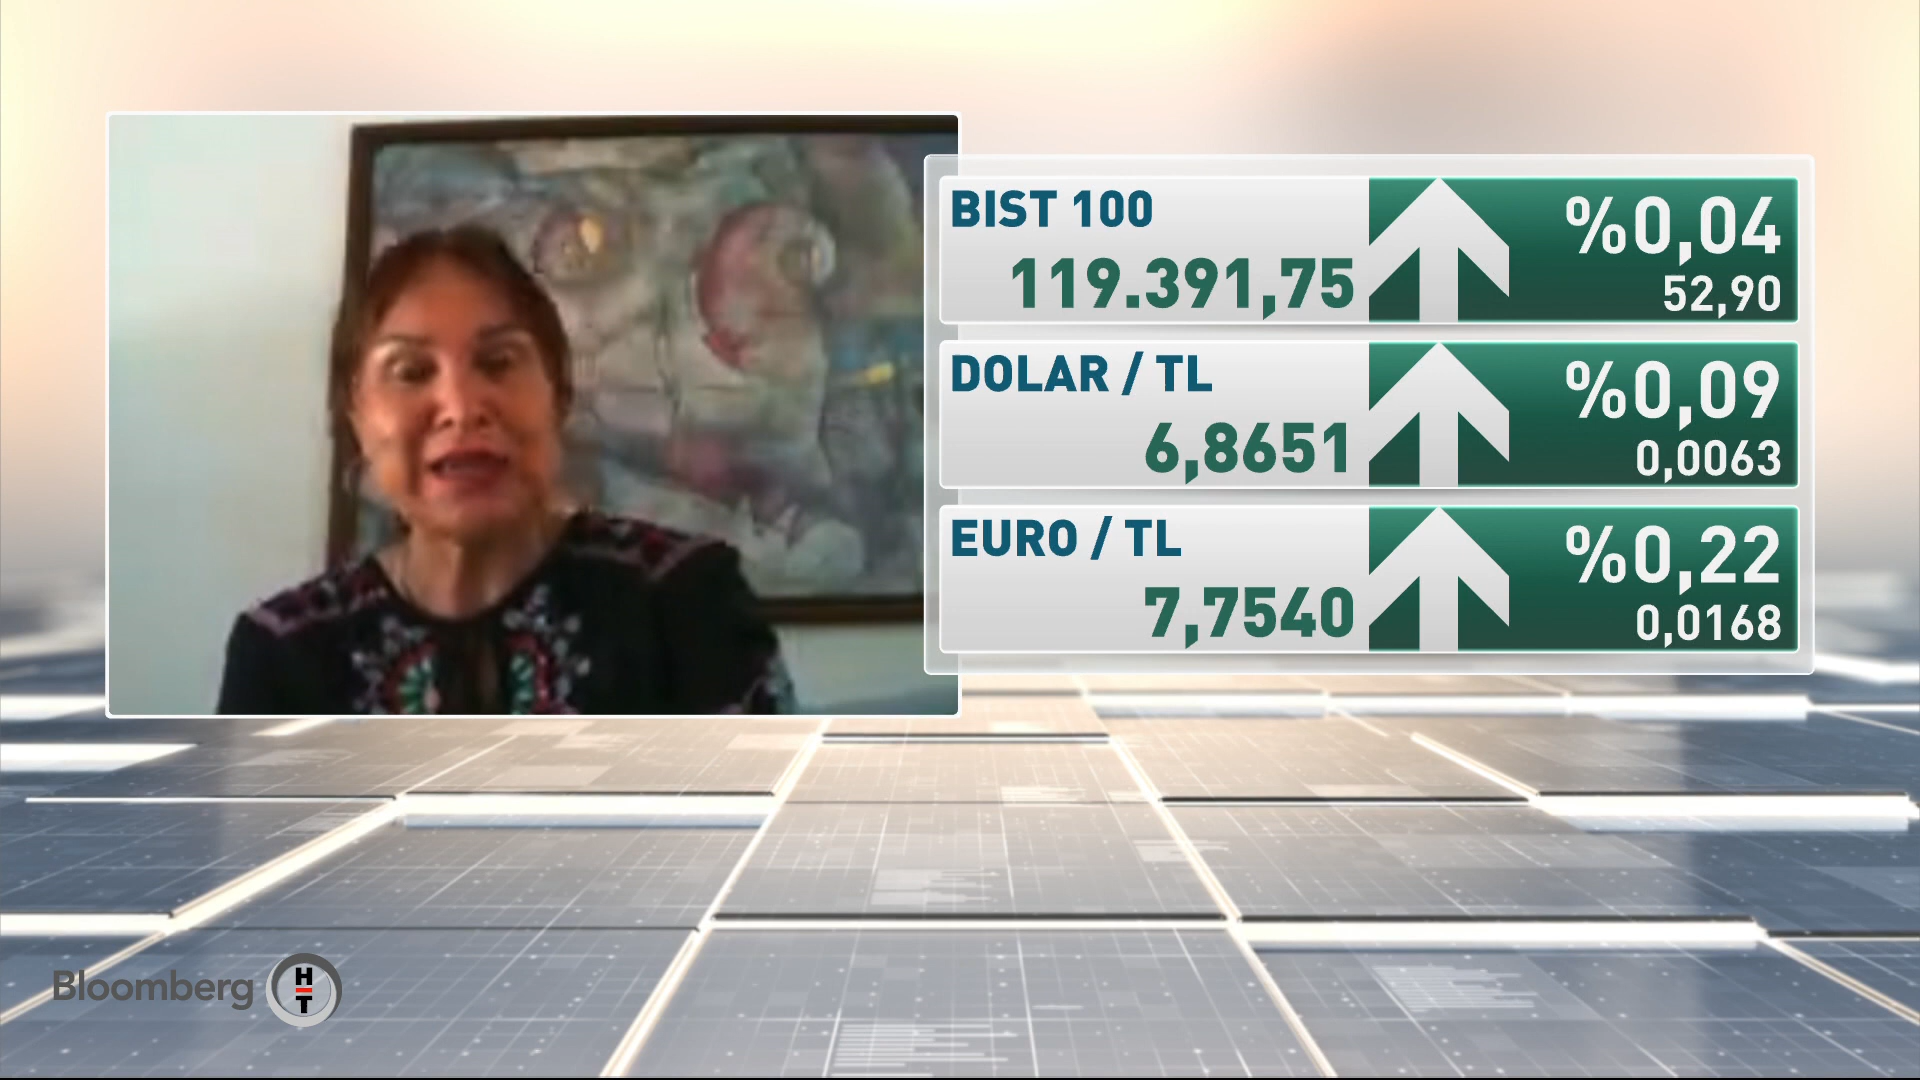 BIST 100
119.391,75
%0,04
52,90
DOLAR / TL
6,8651
%0,09
0,0063
EURO / TL
7,7540
%0,22
0,0168
Bloomberg HT